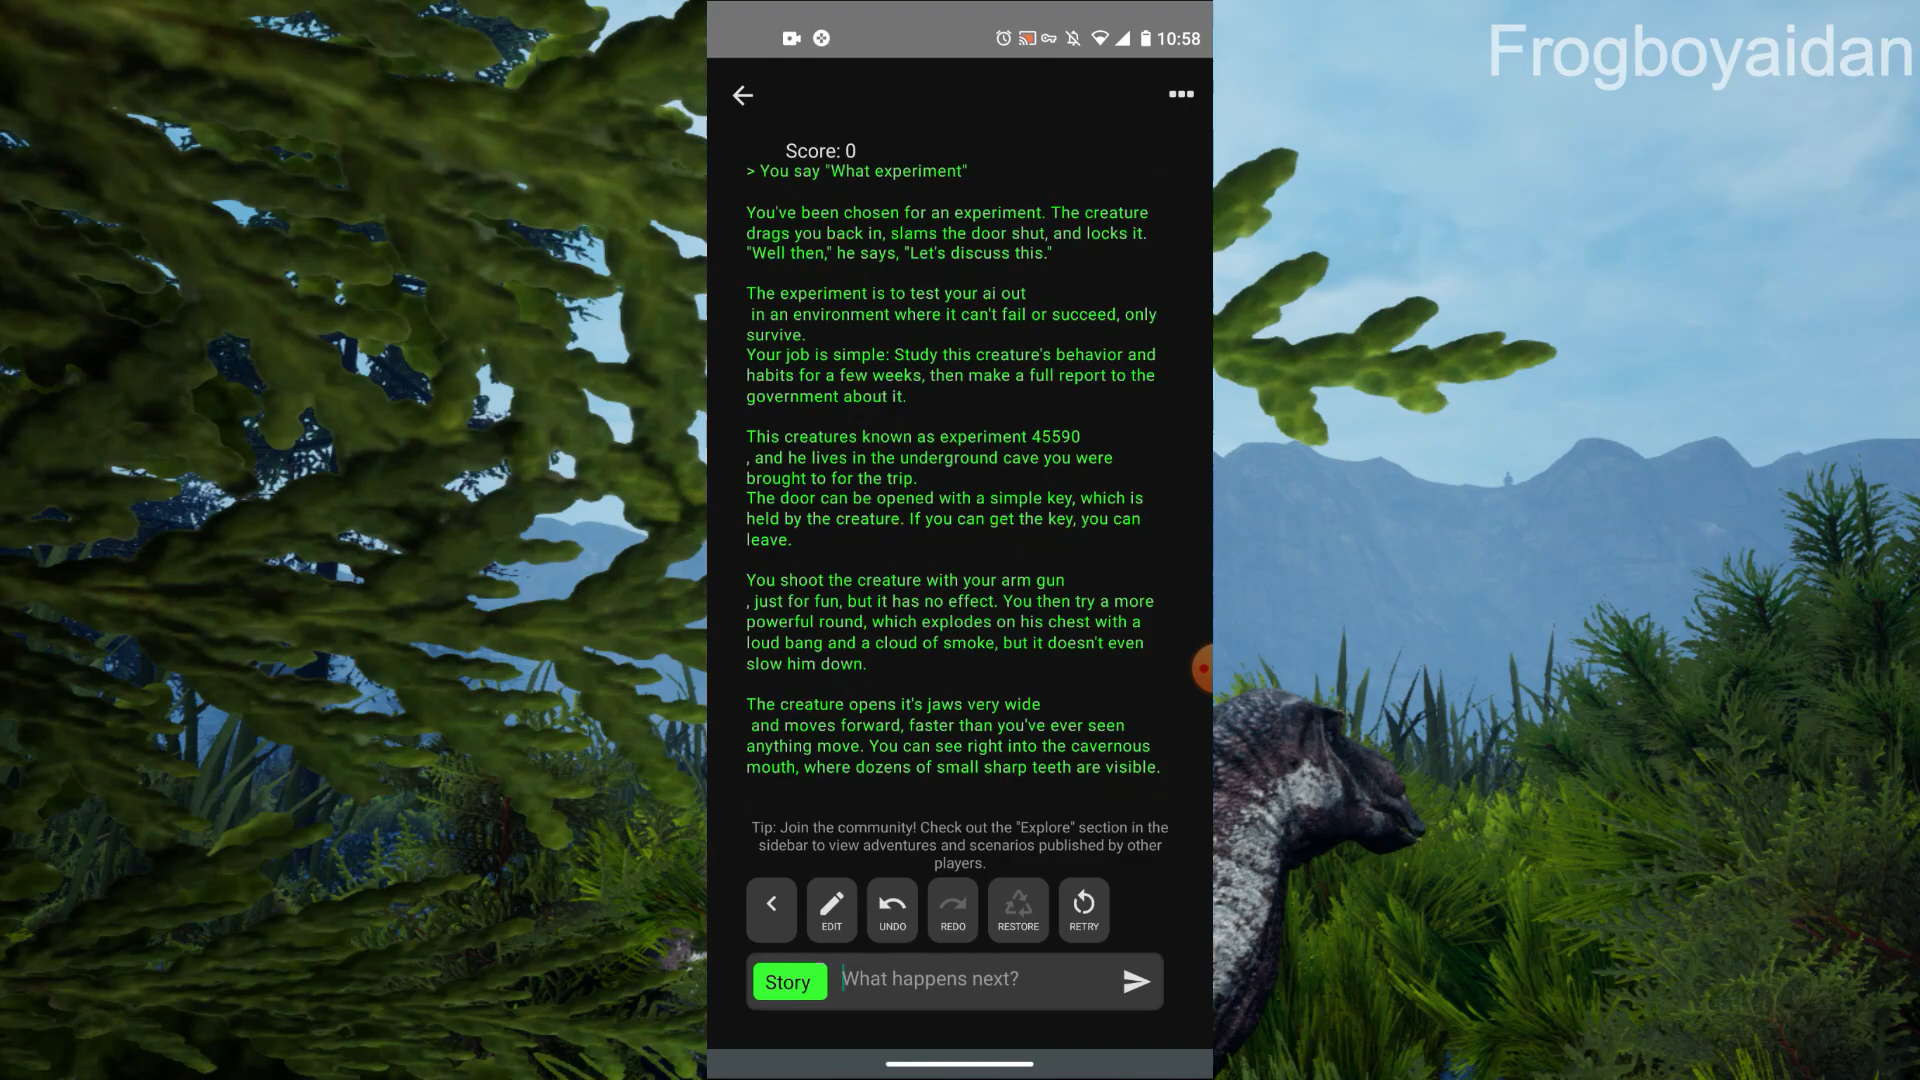 Frogboyaidan
10:58
Score: 0
> You say "What experiment"
You've been chosen for an experiment. The creature
drags you back in, slams the door shut, and locks it.
"Well then," he says, "Let's discuss this."
The experiment is to test your ai out
in an environment where it can't fail or succeed, only
survive.
Your job is simple: Study this creature's behavior and
habits for a few weeks, then make a full report to the
government about it.
This creatures known as experiment 45590
, and he lives in the underground cave you were
brought to for the trip.
The door can be opened with a simple key, which is
held by the creature. If you can get the key, you can
leave.
You shoot the creature with your arm gun
, just for fun, but it has no effect. You then try a more
powerful round, which explodes on his chest with a
loud bang and a cloud of smoke, but it doesn't even
slow him down.
The creature opens it's jaws very wide
and moves forward, faster than you've ever seen
anything move. You can see right into the cavernous
mouth, where dozens of small sharp teeth are visible.
Tip: Join the community! Check out the "Explore" section in the
sidebar to view adventures and scenarios published by other
players.
EDIT UNDO REDO RESTORE RETRY
Story What happens next?